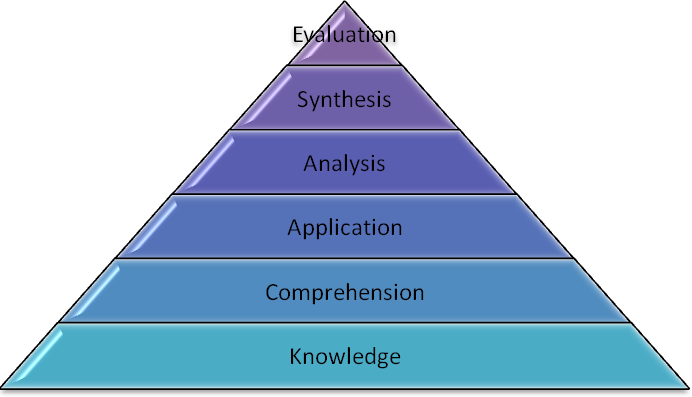 Evaluation
Synthesis
Analysis
Application
Comprehension
Knowledge